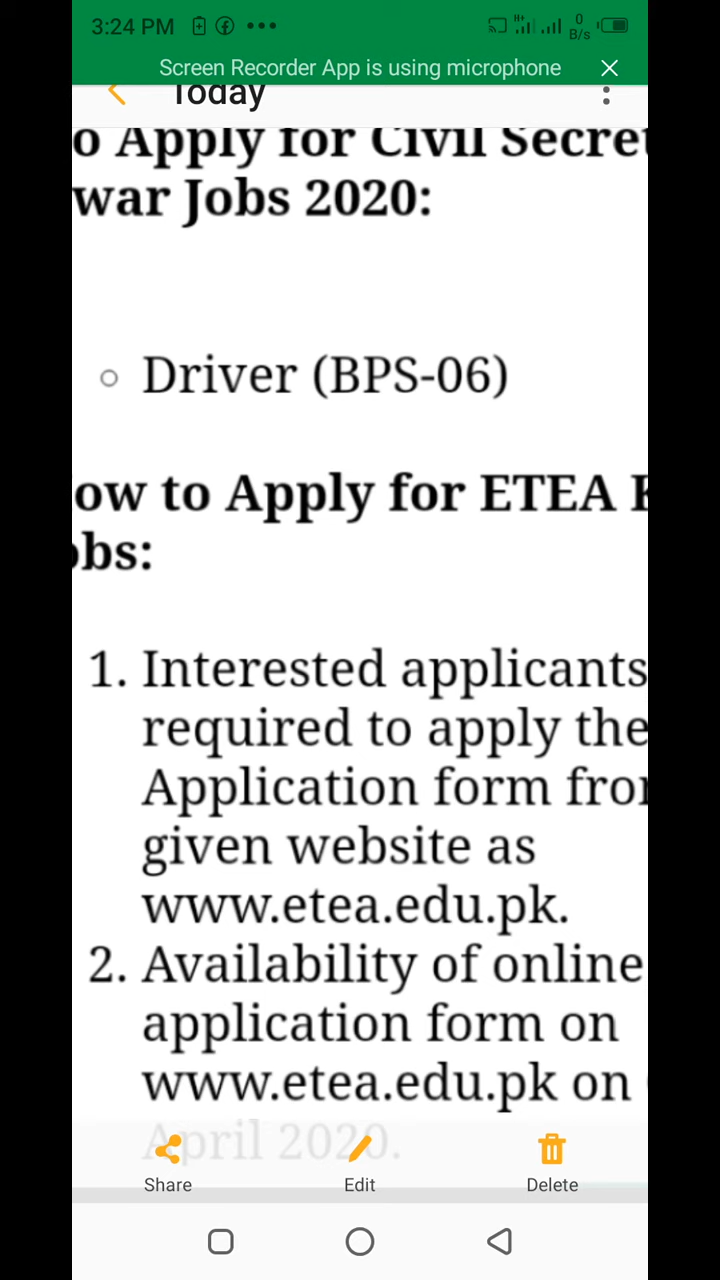 3:24 PM
0
B/s
H+
Screen Recorder App is using microphone
Today
o Apply for Civil Secret
war Jobs 2020:
Driver (BPS-06)
ow to Apply for ETEA K
obs:
1. Interested applicants
required to apply the
Application form from
given website as
www.etea.edu.pk.
2. Availability of online
application form on
www.etea.edu.pk on
April 2020.
Share Edit Delete